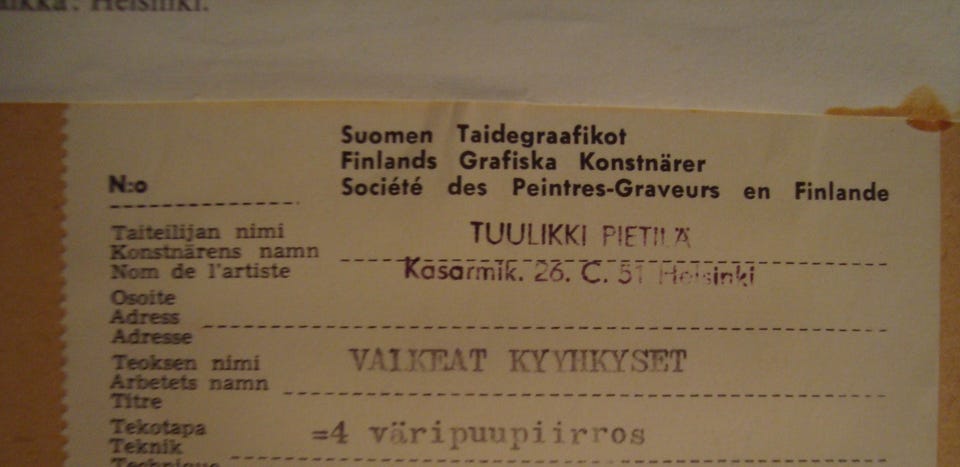 Helsinki.
Suomen Taidegraafikot
Finlands Grafiska Konstnärer
Société des Peintres-Graveurs en Finlande
N:o
Taiteilijan nimi
Konstnärens namn
Nom de l'artiste
TUULIKKI PIETILÄ
Kasarmik. 26. C. 51 Helsinki
Osoite
Adress
Adresse
Teoksen nimi
Arbetets namn
Titre
VALKEAT KYYHKYSET
Tekotapa
Teknik
Technique
=4 väripuupiirros